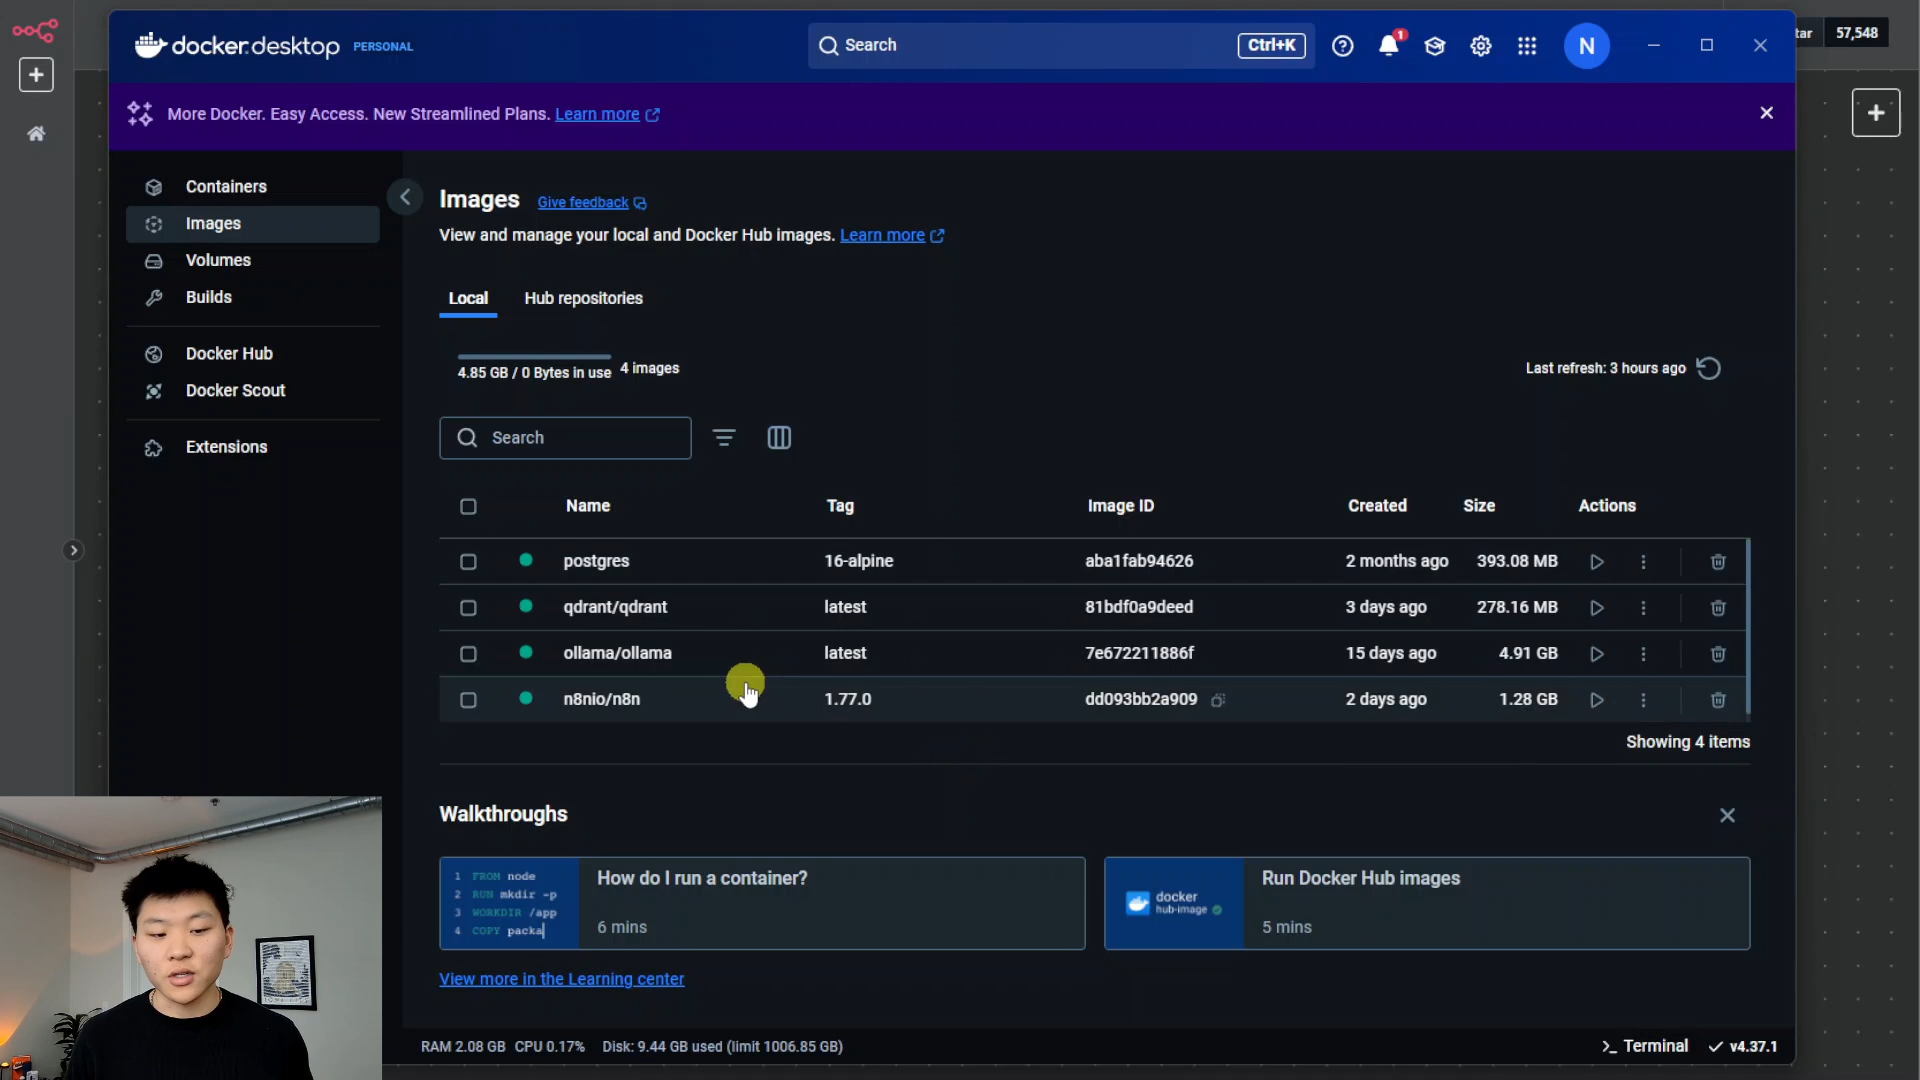 docker.desktop PERSONAL
Search
Ctrl+K
1
N
tar 57,548
More Docker. Easy Access. New Streamlined Plans. Learn more
Containers
Images
Volumes
Builds
Docker Hub
Docker Scout
Extensions
Images Give feedback
View and manage your local and Docker Hub images. Learn more
Local Hub repositories
4.85 GB / 0 Bytes in use 4 images
Last refresh: 3 hours ago
Search
Name Tag Image ID Created Size Actions
postgres 16-alpine aba1fab94626 2 months ago 393.08 MB
qdrant/qdrant latest 81bdf0a9deed 3 days ago 278.16 MB
ollama/ollama latest 7e672211886f 15 days ago 4.91 GB
n8nio/n8n 1.77.0 dd093bb2a909 2 days ago 1.28 GB
Showing 4 items
Walkthroughs
1 FROM node
2 RUN mkdir -p
3 WORKDIR /app
4 COPY packa
How do I run a container?
6 mins
docker
hub-image
Run Docker Hub images
5 mins
View more in the Learning center
RAM 2.08 GB CPU 0.17% Disk: 9.44 GB used (limit 1006.85 GB)
>_ Terminal
v4.37.1